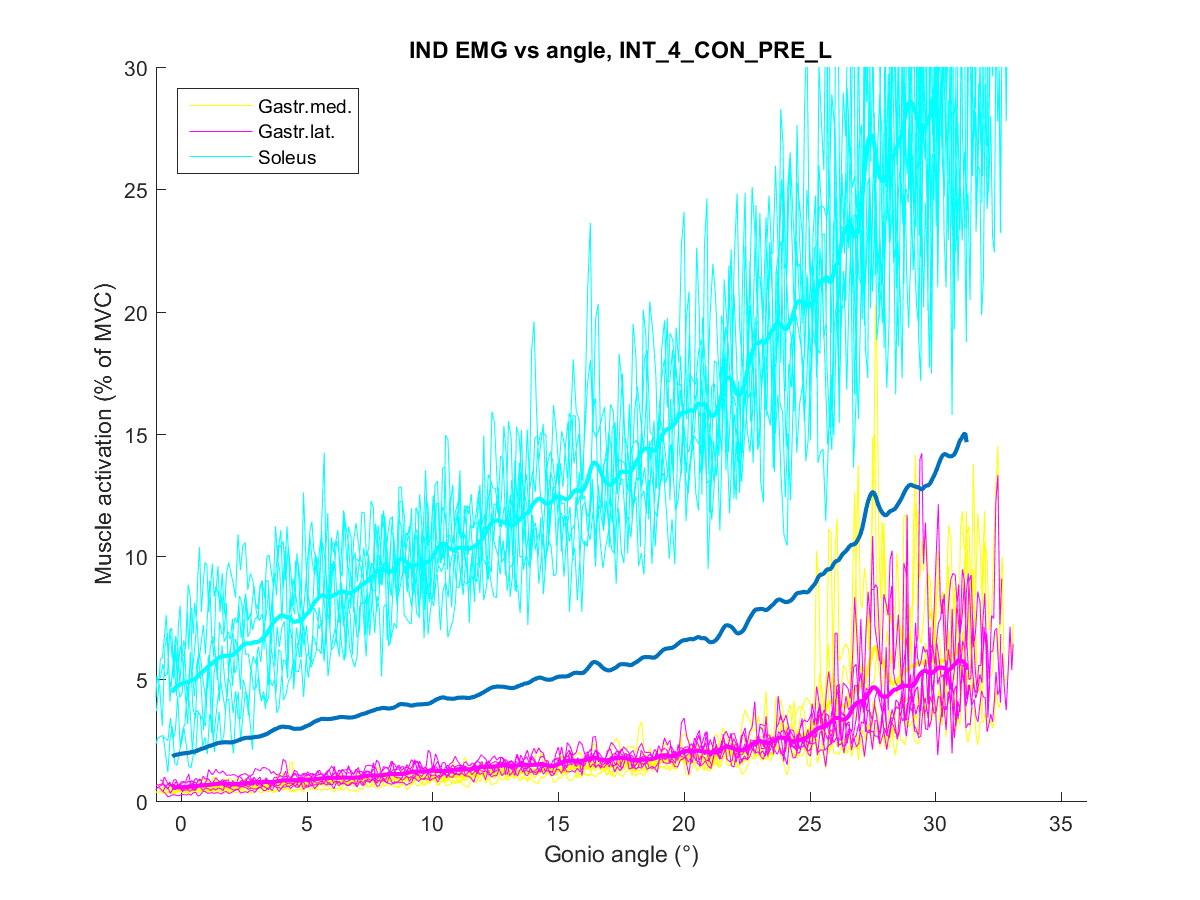 IND EMG vs angle, INT_4_CON_PRE_L
30
25
20
15
10
5
0
Gastr.med.
Gastr.lat.
Soleus
Muscle activation (% of MVC)
0 5 10 15 20 25 30 35
Gonio angle (°)